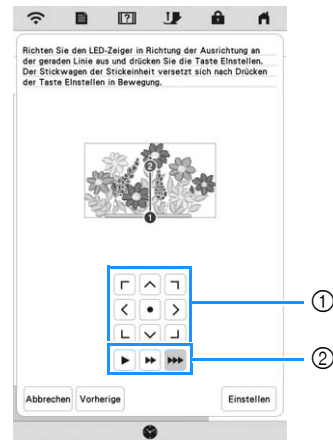 Richten Sie den LED-Zeiger in Richtung der Ausrichtung an
der geraden Linie aus und drücken Sie die Taste EInstellen.
Der Stickwagen der Stickeinheit versetzt sich nach Drücken
der Taste EInstellen in Bewegung.
2
1
①
②
Abbrechen Vorherige Einstellen